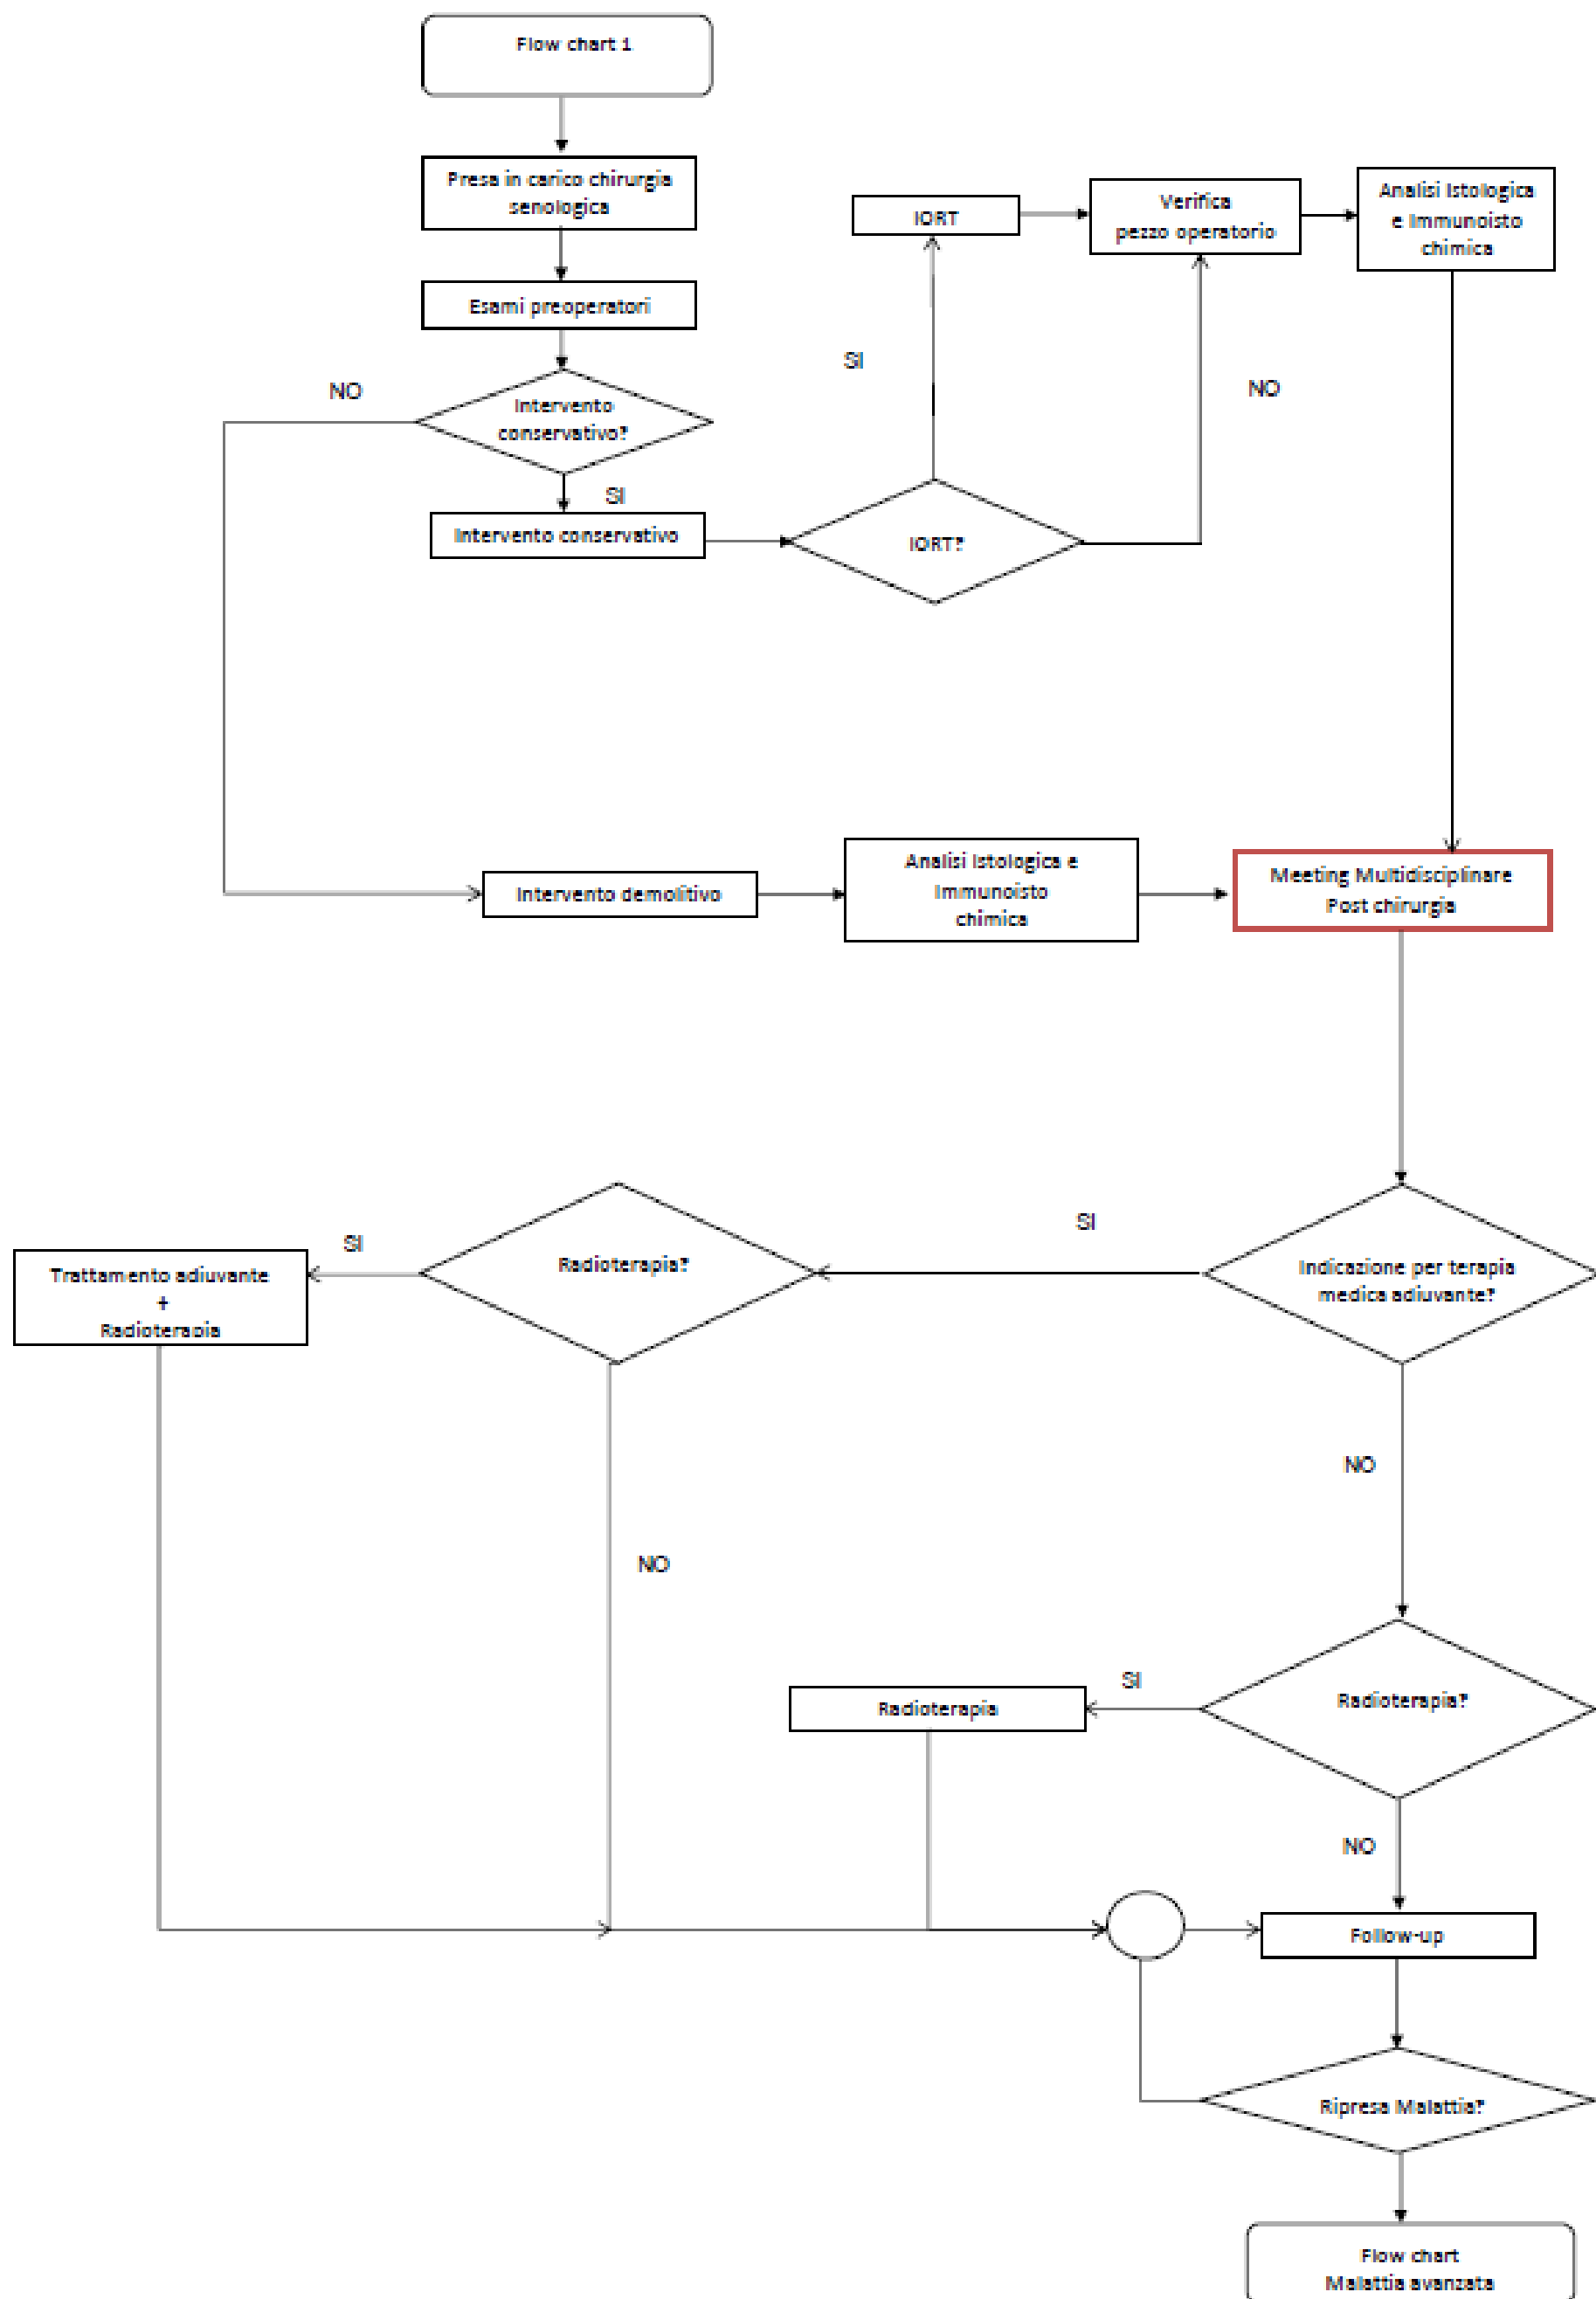 Flow chart 1
Presa in carico chirurgia
senologica
Esami preoperatori
NO
Intervento
conservativo?
SI
Intervento conservativo
IORT?
SI
NO
IORT
Verifica
pezzo operatorio
Analisi Istologica
e Immunoisto
chimica
Intervento demolitivo
Analisi Istologica e
Immunoisto
chimica
Meeting Multidisciplinare
Post chirurgia
Indicazione per terapia
medica adiuvante?
SI
Radioterapia?
SI
Trattamento adiuvante
+
Radioterapia
NO
NO
Radioterapia?
SI
Radioterapia
NO
Follow-up
Ripresa Malattia?
Flow chart
Malattia avanzata